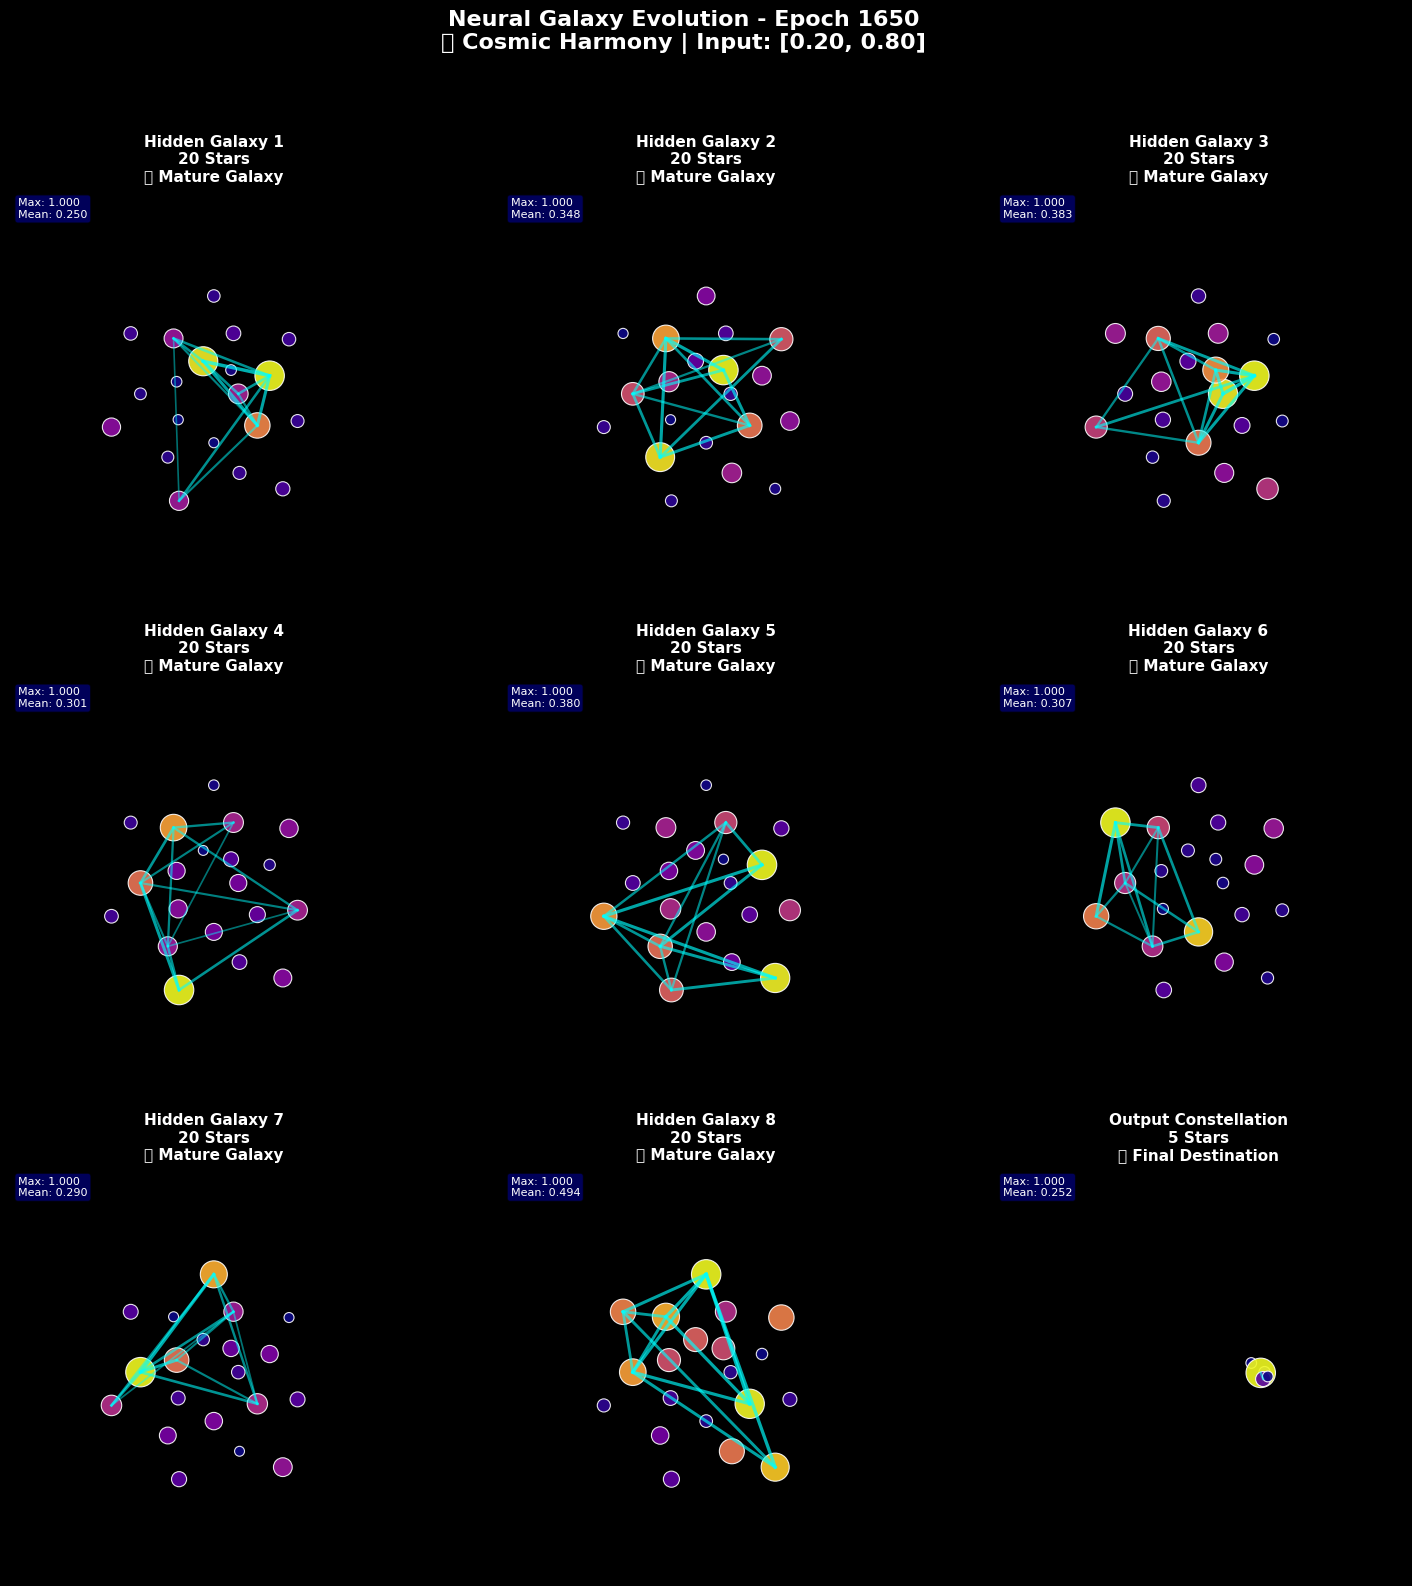 Neural Galaxy Evolution - Epoch 1650
▯ Cosmic Harmony | Input: [0.20, 0.80]
Hidden Galaxy 1
20 Stars
▯ Mature Galaxy
Max: 1.000
Mean: 0.250
Hidden Galaxy 2
20 Stars
▯ Mature Galaxy
Max: 1.000
Mean: 0.348
Hidden Galaxy 3
20 Stars
▯ Mature Galaxy
Max: 1.000
Mean: 0.383
Hidden Galaxy 4
20 Stars
▯ Mature Galaxy
Max: 1.000
Mean: 0.301
Hidden Galaxy 5
20 Stars
▯ Mature Galaxy
Max: 1.000
Mean: 0.380
Hidden Galaxy 6
20 Stars
▯ Mature Galaxy
Max: 1.000
Mean: 0.307
Hidden Galaxy 7
20 Stars
▯ Mature Galaxy
Max: 1.000
Mean: 0.290
Hidden Galaxy 8
20 Stars
▯ Mature Galaxy
Max: 1.000
Mean: 0.494
Output Constellation
5 Stars
▯ Final Destination
Max: 1.000
Mean: 0.252